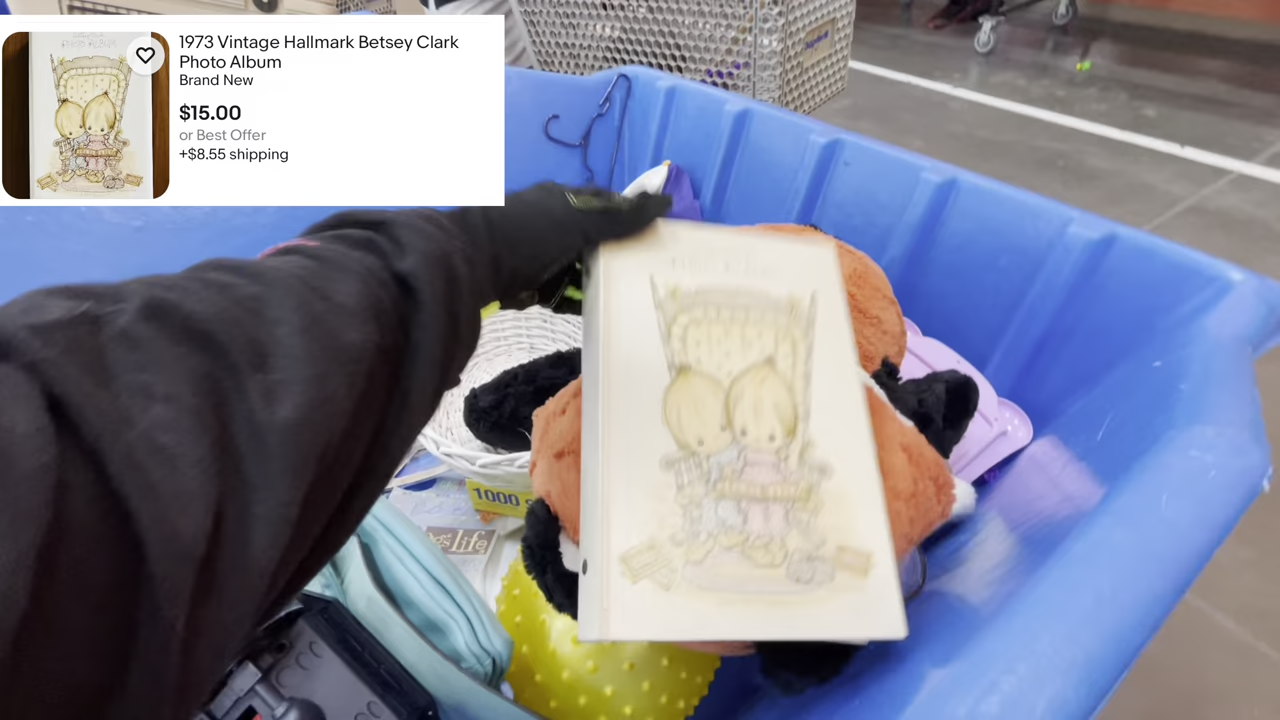 1973 Vintage Hallmark Betsey Clark
Photo Album
Brand New
$15.00
or Best Offer
+$8.55 shipping
1000
Life